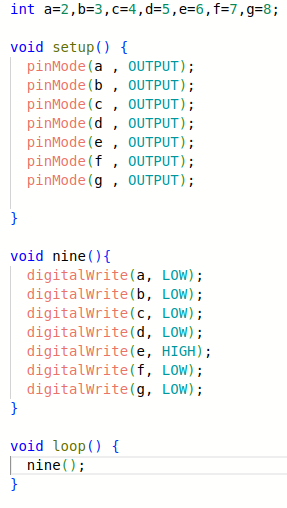 int a=2,b=3,c=4,d=5,e=6,f=7,g=8;
void setup() {
pinMode(a , OUTPUT);
pinMode(b , OUTPUT);
pinMode(c , OUTPUT);
pinMode(d , OUTPUT);
pinMode(e , OUTPUT);
pinMode(f , OUTPUT);
pinMode(g , OUTPUT);
}
void nine(){
digitalWrite(a, LOW);
digitalWrite(b, LOW);
digitalWrite(c, LOW);
digitalWrite(d, LOW);
digitalWrite(e, HIGH);
digitalWrite(f, LOW);
digitalWrite(g, LOW);
}
void loop() {
nine();
}